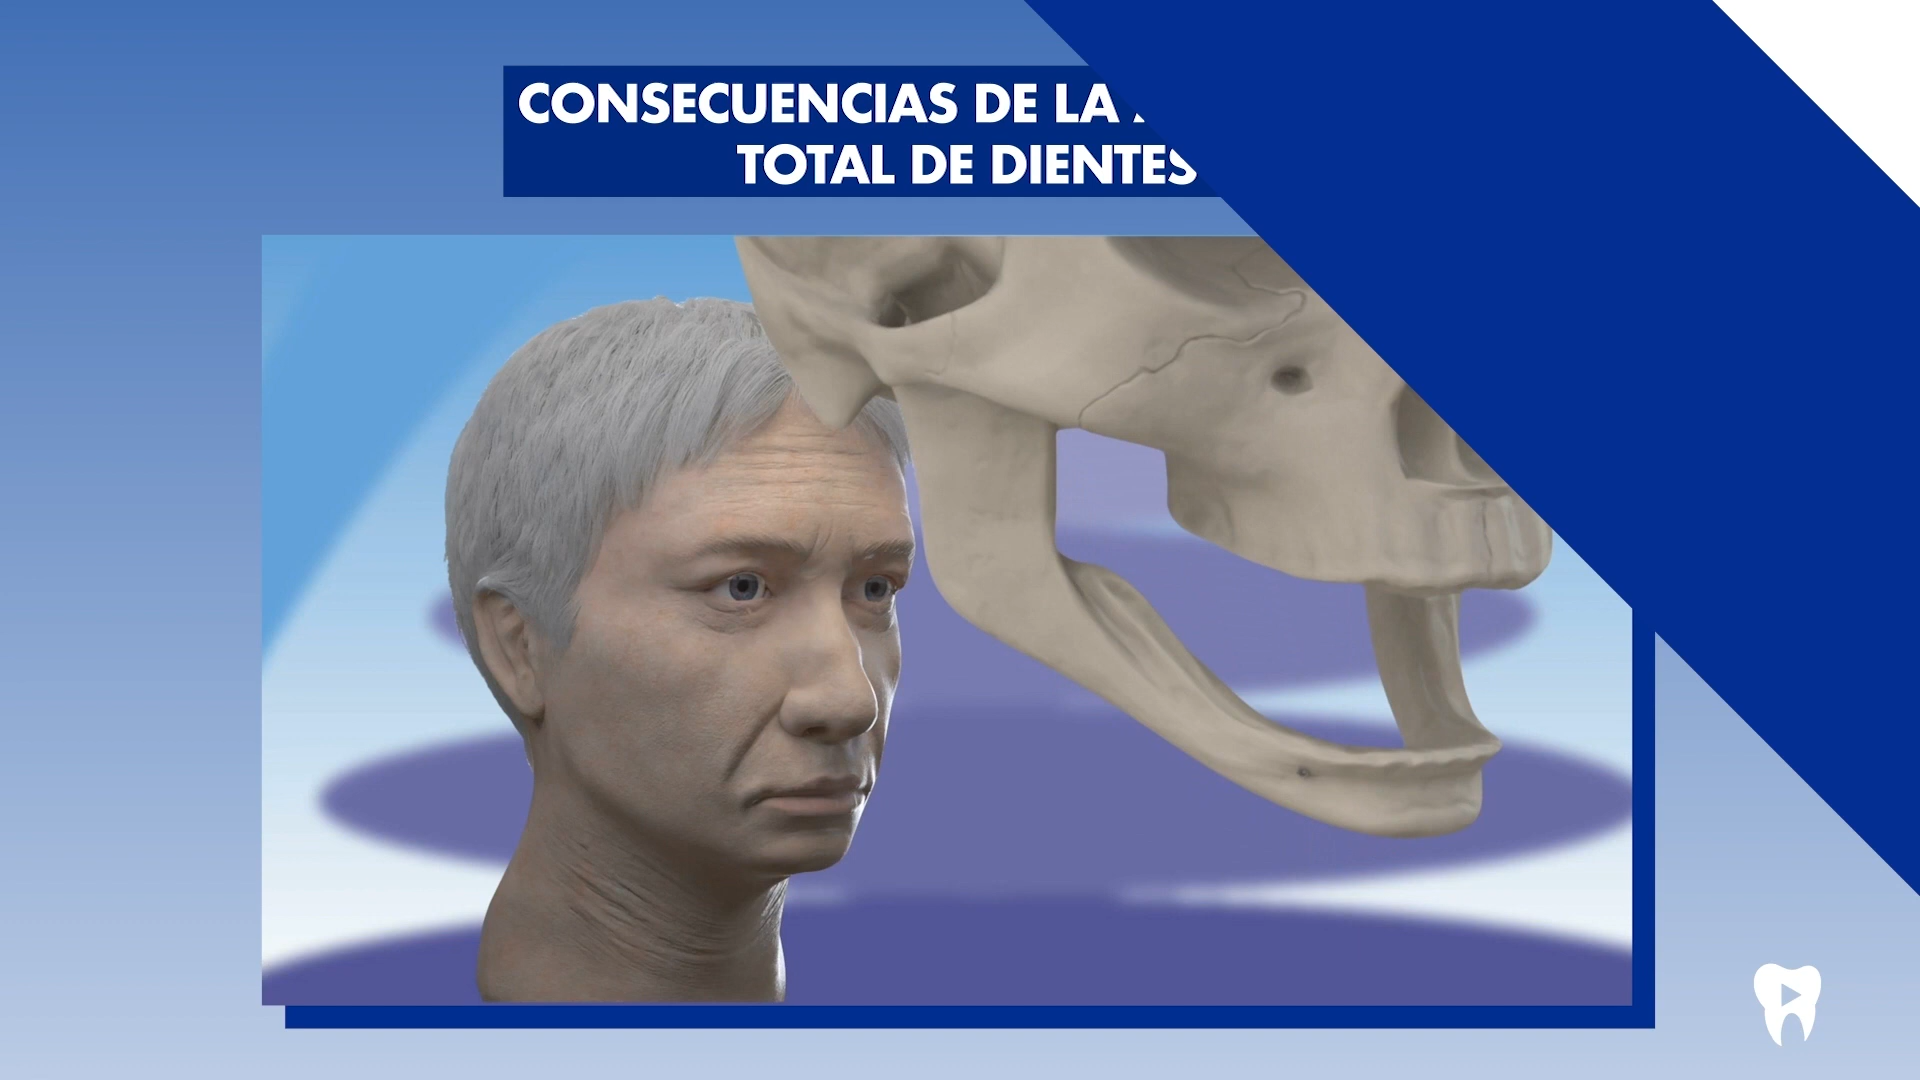 CONSECUENCIAS DE LA
TOTAL DE DIENTES